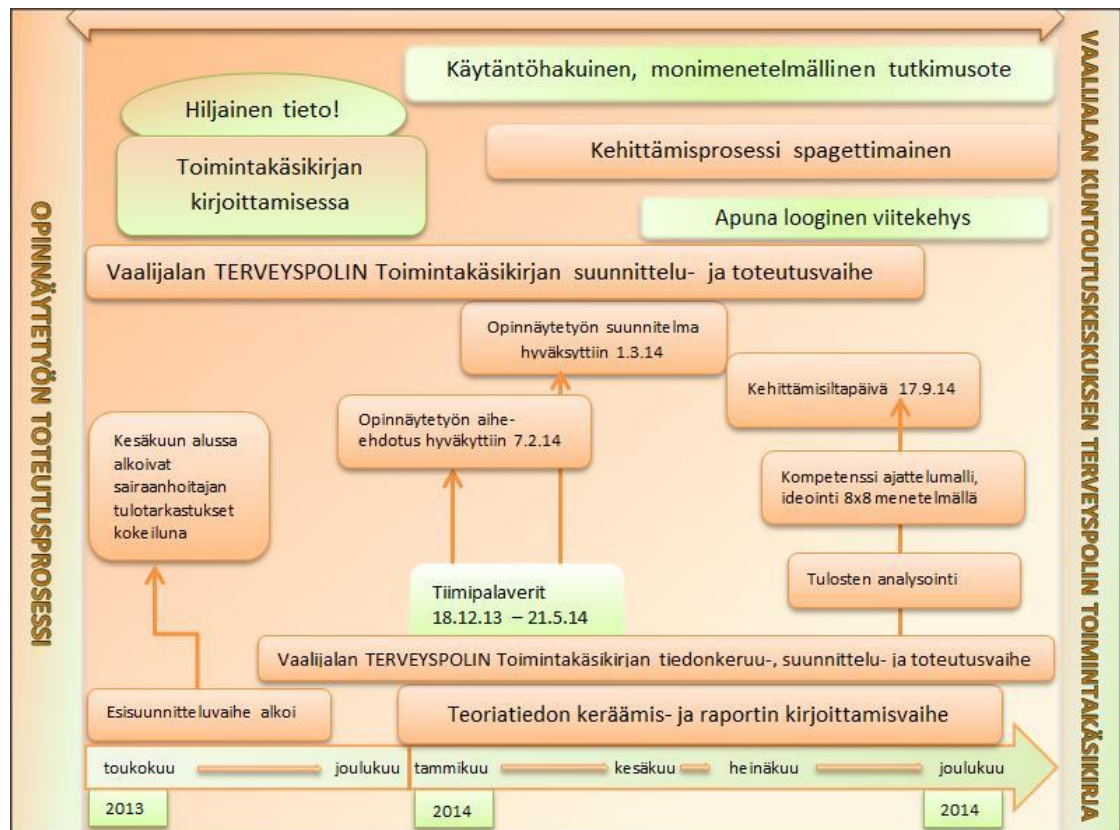 OPINNÄYTETYÖN TOTEUTUSPROSESSI
Käytäntöhakuinen, monimenetelmällinen tutkimusote
Hiljainen tieto!
Toimintakäsikirjan
kirjoittamisessa
Kehittämisprosessi spagettimainen
Apuna looginen viitekehys
Vaalijalan TERVEYSPOLIN Toimintakäsikirjan suunnittelu- ja toteutusvaihe
Opinnäytetyön suunnitelma
hyväksyttiin 1.3.14
Kehittämisiltapäivä 17.9.14
Opinnäytetyön aihe-
ehdotus hyväkyttiin 7.2.14
Kesäkuun alussa
alkoivat
sairaanhoitajan
tulotarkastukset
kokeiluna
Kompetenssi ajattelumalli,
ideointi 8x8 menetelmällä
Tulosten analysointi
Tiimipalaverit
18.12.13 – 21.5.14
Vaalijalan TERVEYSPOLIN Toimintakäsikirjan tiedonkeruu-, suunnittelu- ja toteutusvaihe
Esisuunnitteluvaihe alkoi
Teoriatiedon keräämis- ja raportin kirjoittamisvaihe
toukokuu joulukuu tammikuu kesäkuu heinäkuu joulukuu
2013 2014 2014
VAALIJALAN KUNTOUTUSKESKUKSEN TERVEYSPOLIN TOIMINTAKÄSIKIRJA